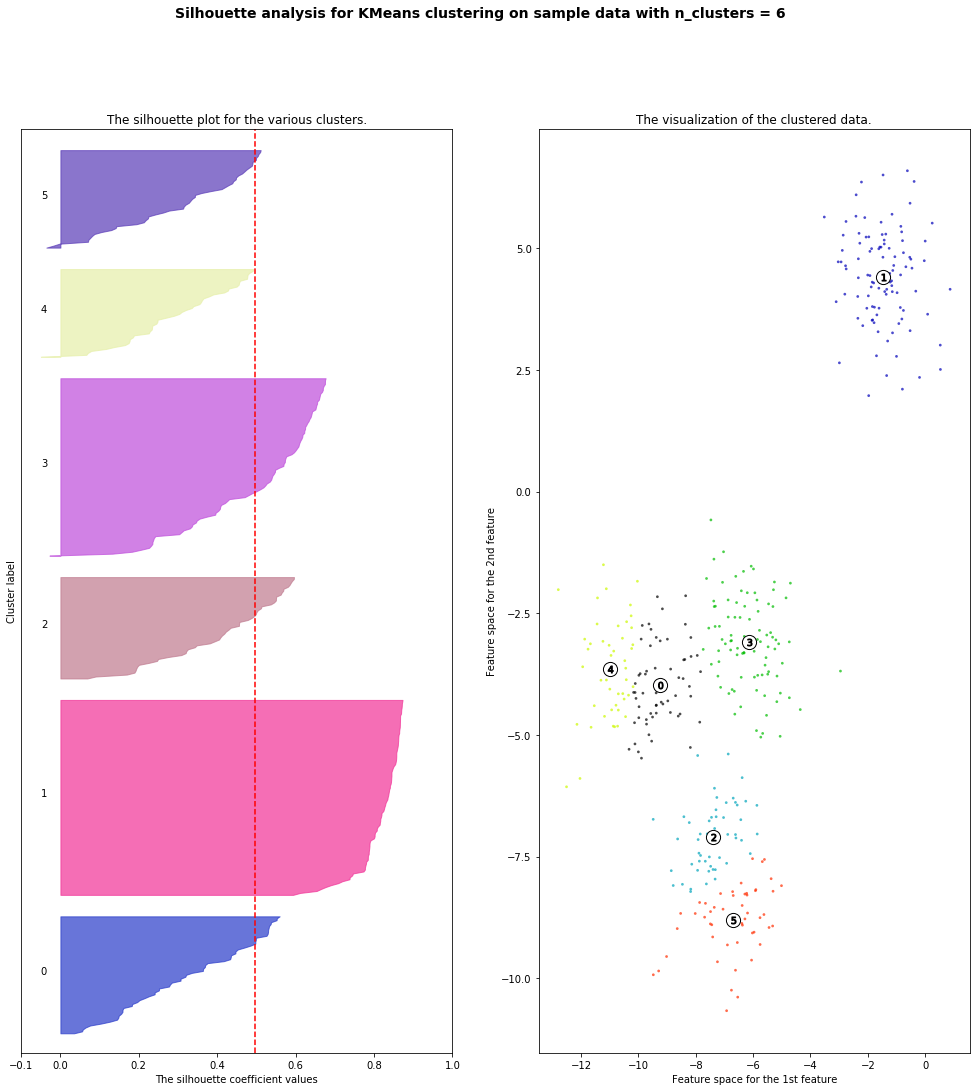 Silhouette analysis for KMeans clustering on sample data with n_clusters = 6
The silhouette plot for the various clusters.
5
4
3
2
1
0
Cluster label
−0.1 0.0 0.2 0.4 0.6 0.8 1.0
The silhouette coefficient values
The visualization of the clustered data.
5.0
2.5
0.0
−2.5
−5.0
−7.5
−10.0
Feature space for the 2nd feature
1
3
4
0
2
5
−12 −10 −8 −6 −4 −2 0
Feature space for the 1st feature